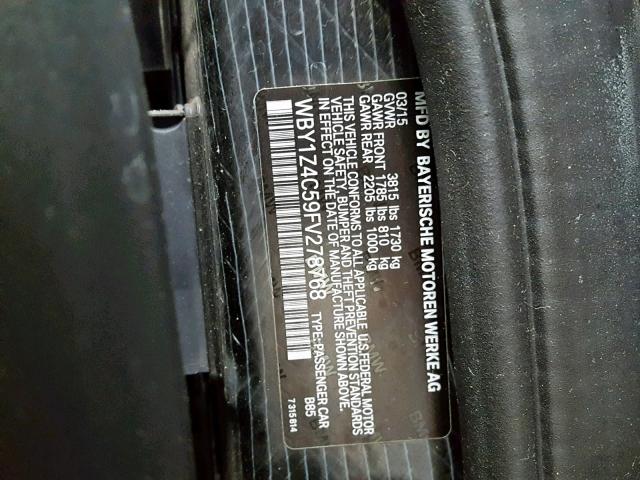 MFD BY BAYERISCHE MOTOREN WERKE AG
03/15
GVWR 3815 lbs 1730 kg
GAWR FRONT 1785 lbs 810 kg
GAWR REAR 2205 lbs 1000 kg
THIS VEHICLE CONFORMS TO ALL APPLICABLE U.S. FEDERAL MOTOR
VEHICLE SAFETY, BUMPER AND THEFT PREVENTION STANDARDS
IN EFFECT ON THE DATE OF MANUFACTURE SHOWN ABOVE.
WBY1Z4C59FV278768 TYPE: PASSENGER CAR
B85
7315814